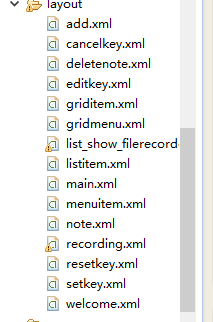 layout
add.xml
cancelkey.xml
deletenote.xml
editkey.xml
griditem.xml
gridmenu.xml
list_show_filerecord
listitem.xml
main.xml
menuitem.xml
note.xml
recording.xml
resetkey.xml
setkey.xml
welcome.xml